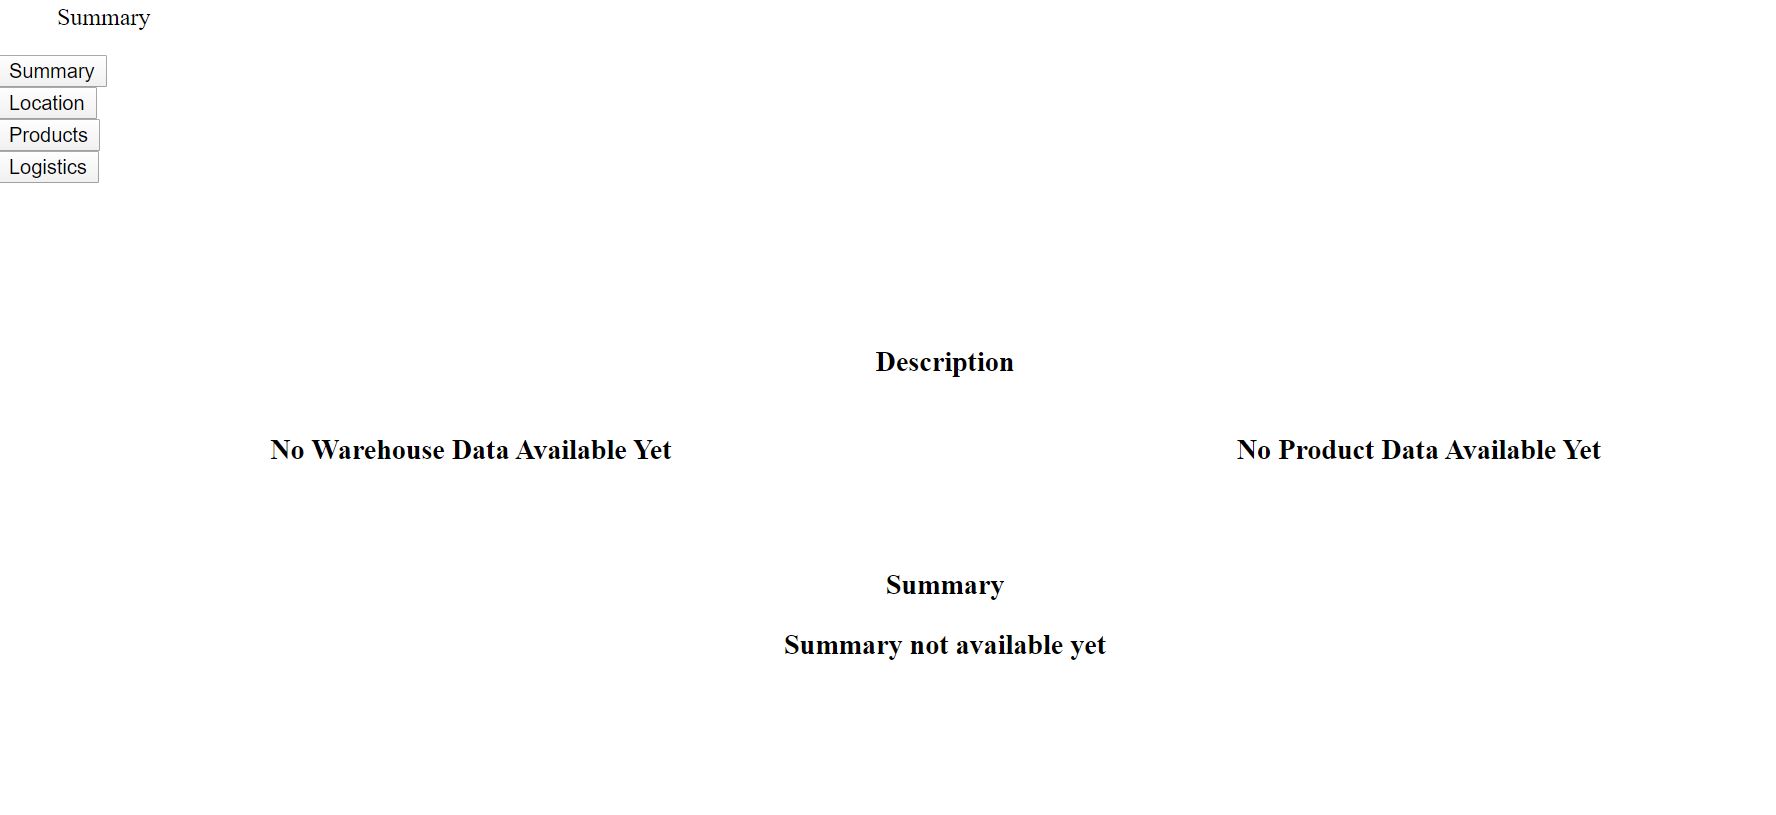 Summary
Summary
Location
Products
Logistics
Description
No Warehouse Data Available Yet
No Product Data Available Yet
Summary
Summary not available yet